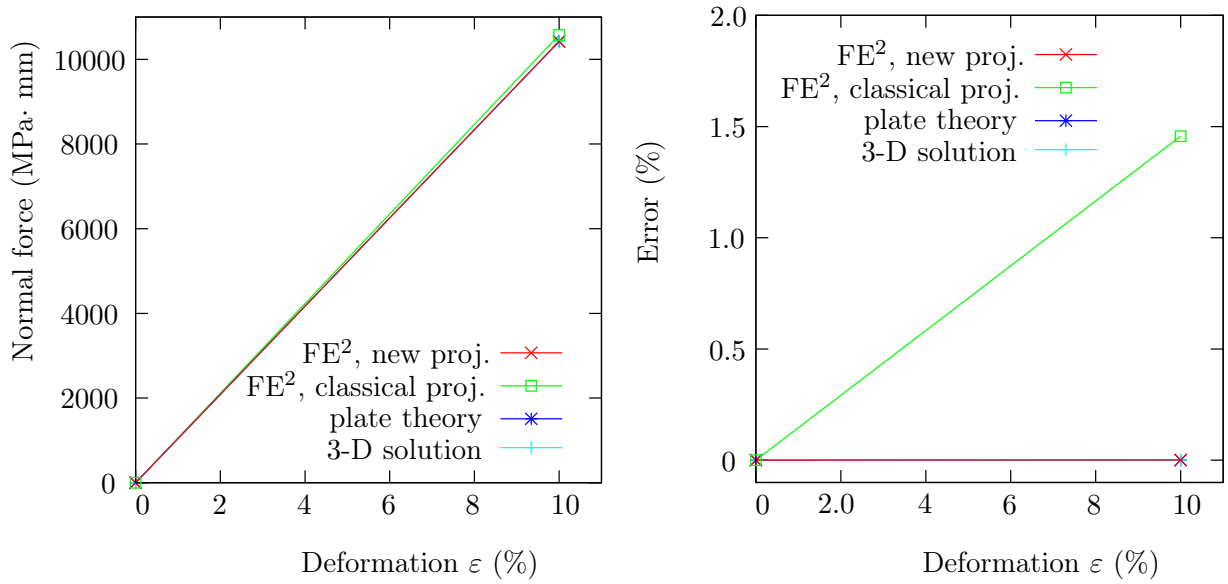 Normal force (MPa· mm)
10000
8000
6000
4000
2000
0
0 2 4 6 8 10
Deformation ε (%)
FE², new proj.
FE², classical proj.
plate theory
3-D solution
Error (%)
2.0
1.5
1.0
0.5
0
0 2.0 4 6 8 10
Deformation ε (%)
FE², new proj.
FE², classical proj.
plate theory
3-D solution